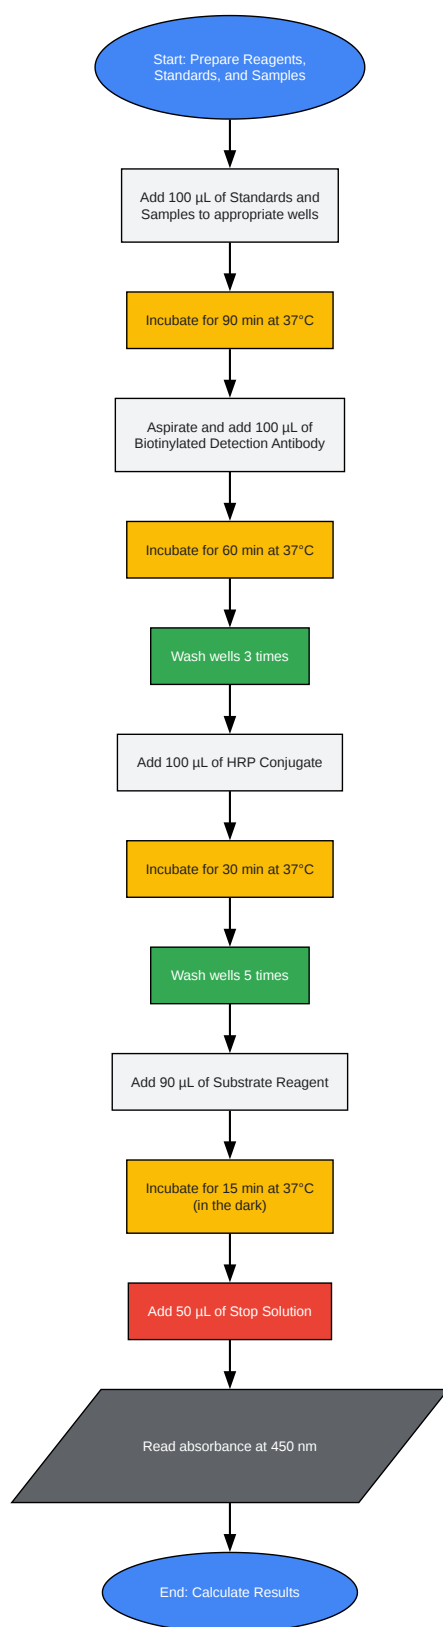 Start: Prepare Reagents,
Standards, and Samples
Add 100 µL of Standards and
Samples to appropriate wells
Incubate for 90 min at 37°C
Aspirate and add 100 µL of
Biotinylated Detection Antibody
Incubate for 60 min at 37°C
Wash wells 3 times
Add 100 µL of HRP Conjugate
Incubate for 30 min at 37°C
Wash wells 5 times
Add 90 µL of Substrate Reagent
Incubate for 15 min at 37°C
(in the dark)
Add 50 µL of Stop Solution
Read absorbance at 450 nm
End: Calculate Results